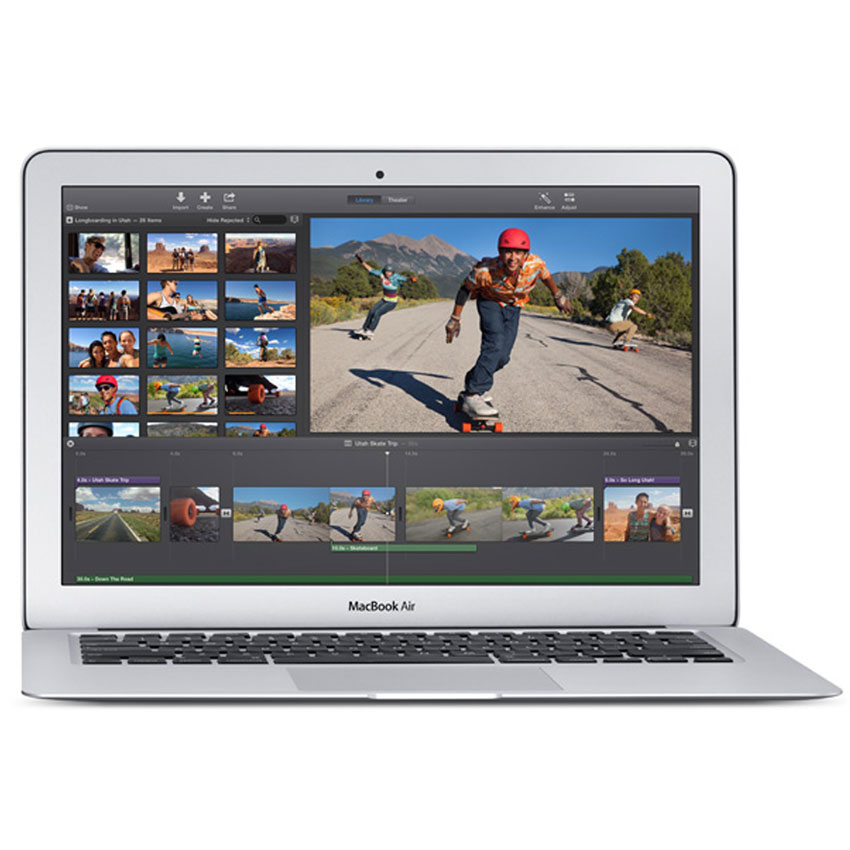 Show
Import
Create
Share
Library
Theater
Enhance
Adjust
Longboarding in Utah — 26 items
Hide Rejected
Utah Skate Trip —
4.0s – Utah Skate Trip
5.0s – So Long Utah!
10.0s – Skateboard
30.0s – Down The Road
MacBook Air